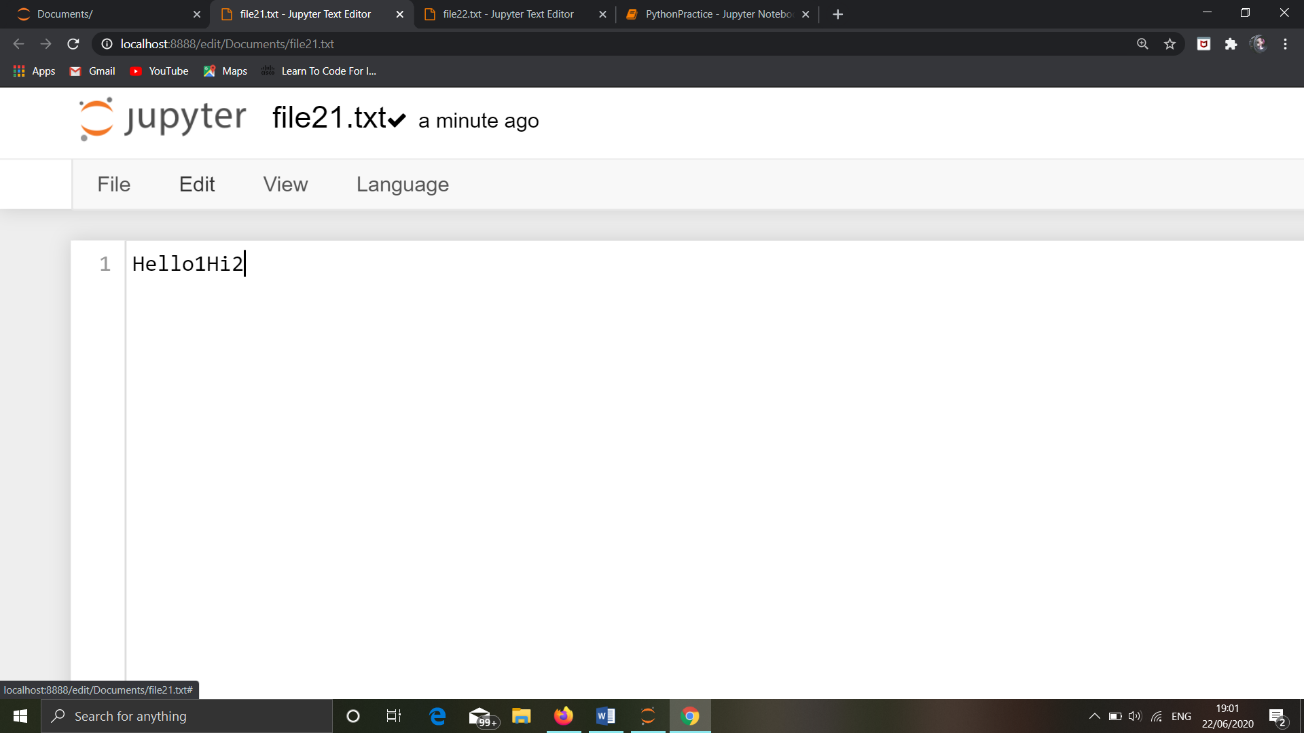 Documents/
file21.txt - Jupyter Text Editor
file22.txt - Jupyter Text Editor
PythonPractice - Jupyter Notebo
localhost:8888/edit/Documents/file21.txt
Apps
Gmail
YouTube
Maps
Learn To Code For I...
jupyter
file21.txt
a minute ago
File
Edit
View
Language
1
Hello1Hi2
localhost:8888/edit/Documents/file21.txt#
Search for anything
99+
ENG
19:01
22/06/2020
2